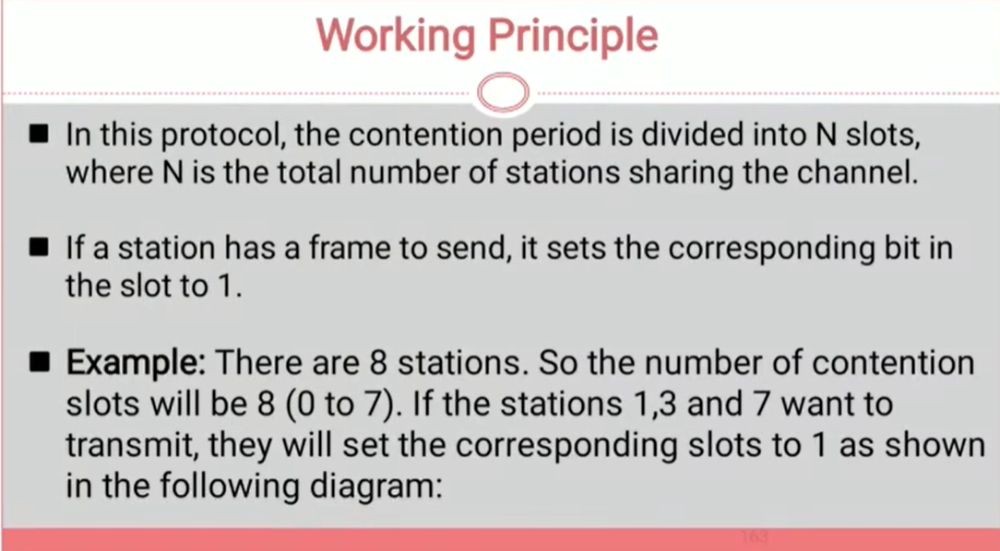 Working Principle
■ In this protocol, the contention period is divided into N slots,
where N is the total number of stations sharing the channel.
■ If a station has a frame to send, it sets the corresponding bit in
the slot to 1.
■ Example: There are 8 stations. So the number of contention
slots will be 8 (0 to 7). If the stations 1,3 and 7 want to
transmit, they will set the corresponding slots to 1 as shown
in the following diagram:
163